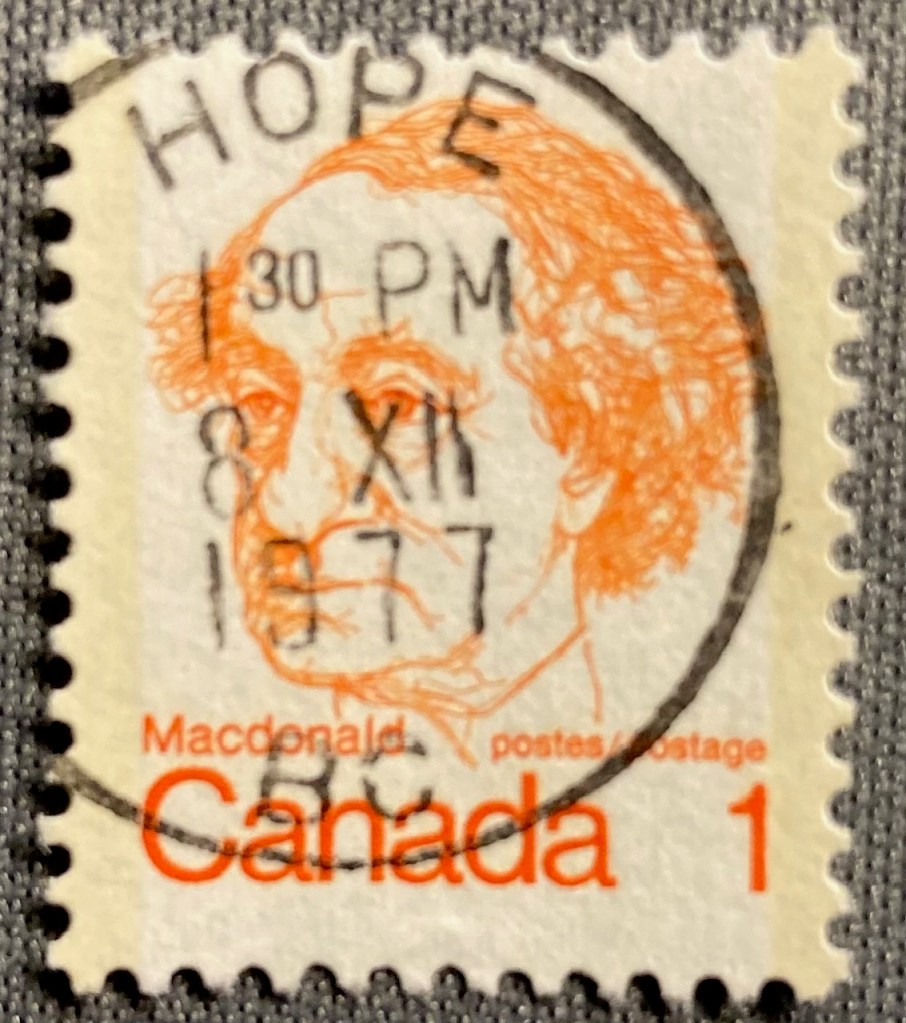 HOPE
1 30 PM
8 XII
1977
BC
Macdonald postes/postage
Canada 1